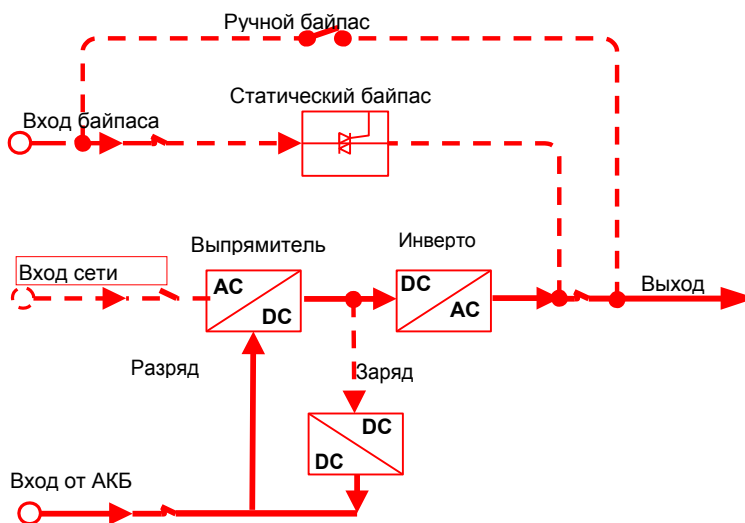 Ручной байпас
Статический байпас
Вход байпаса
Выпрямитель
Инверто
Вход сети
AC
DC
DC
AC
Выход
Разряд
Заряд
DC
DC
Вход от АКБ